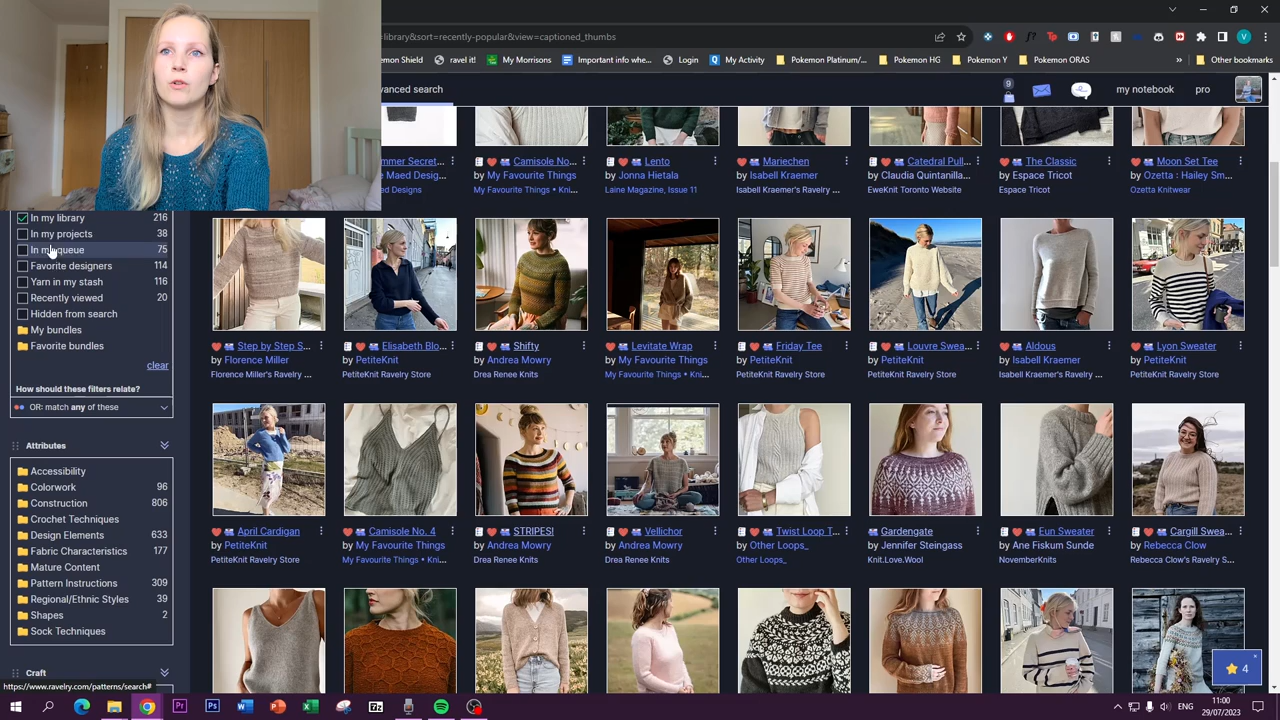 =library&sort=recently-popular&view=captioned_thumbs
emon Shield
ravel it!
My Morrisons
Important info whe...
Login
My Activity
Pokemon Platinum/...
Pokemon HG
Pokemon Y
Pokemon ORAS
»
Other bookmarks
vanced search
9
my notebook
pro
mmer Secret...
Camisole No...
Lento
Mariechen
Catedral Pull...
The Classic
Moon Set Tee
e Maed Desig...
by My Favourite Things
by Jonna Hietala
by Isabell Kraemer
by Claudia Quintanilla...
by Espace Tricot
by Ozetta : Hailey Sm...
ed Designs
My Favourite Things • Kni...
Laine Magazine, Issue 11
Isabell Kraemer's Ravelry ...
EweKnit Toronto Website
Espace Tricot
Ozetta Knitwear
In my library 216
In my projects 38
In my queue 75
Favorite designers 114
Yarn in my stash 116
Recently viewed 20
Hidden from search
My bundles
Favorite bundles
clear
How should these filters relate?
OR: match any of these
Step by Step S...
Elisabeth Blo...
Shifty
Levitate Wrap
Friday Tee
Louvre Swea...
Aldous
Lyon Sweater
by Florence Miller
by PetiteKnit
by Andrea Mowry
by My Favourite Things
by PetiteKnit
by PetiteKnit
by Isabell Kraemer
by PetiteKnit
Florence Miller's Ravelry ...
PetiteKnit Ravelry Store
Drea Renee Knits
My Favourite Things • Kni...
PetiteKnit Ravelry Store
PetiteKnit Ravelry Store
Isabell Kraemer's Ravelry ...
PetiteKnit Ravelry Store
Attributes
Accessibility
Colorwork 96
Construction 806
Crochet Techniques
Design Elements 633
Fabric Characteristics 177
Mature Content
Pattern Instructions 309
Regional/Ethnic Styles 39
Shapes 2
Sock Techniques
April Cardigan
Camisole No. 4
STRIPES!
Vellichor
Twist Loop T...
Gardengate
Eun Sweater
Cargill Swea...
by PetiteKnit
by My Favourite Things
by Andrea Mowry
by Andrea Mowry
by Other Loops_
by Jennifer Steingass
by Ane Fiskum Sunde
by Rebecca Clow
PetiteKnit Ravelry Store
My Favourite Things • Kni...
Drea Renee Knits
Drea Renee Knits
Other Loops_
Knit.Love.Wool
NovemberKnits
Rebecca Clow's Ravelry S...
Craft
4
https://www.ravelry.com/patterns/search#
11:00
29/07/2023